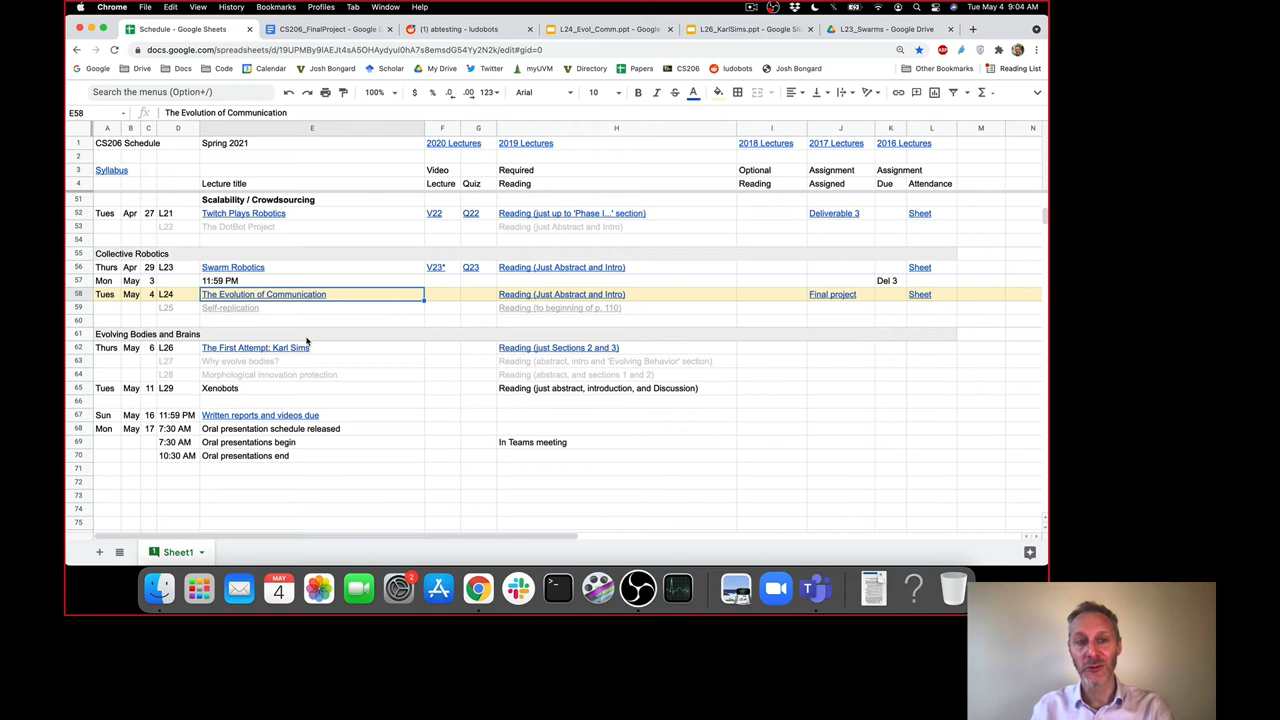 Chrome File Edit View History Bookmarks Profiles Tab Window Help Tue May 4 9:04 AM
Schedule - Google Sheets CS206_FinalProject - Google (1) abtesting - ludobots L24_Evol_Comm.ppt - Google L26_KarlSims.ppt - Google Sl L23_Swarms - Google Drive
docs.google.com/spreadsheets/d/19UPMBy9IAEJt4sA5OHAydyuI0hY7s8emsdG54Yy2N2k/edit#gid=0
Google Drive Docs Calendar Scholar Josh Bongard My Drive Twitter myUVM Directory Papers CS206 ludobots Josh Bongard Other Bookmarks Reading List
Search the menus (Option+/) 100% $ % .0 .00 123 Arial 10 B I S A
E58 fx The Evolution of Communication
A B C D E F G H I J K L M N
1 CS206 Schedule Spring 2021 2020 Lectures 2019 Lectures 2018 Lectures 2017 Lectures 2016 Lectures
2
3 Syllabus Video Required Optional Assignment Assignment
4 Lecture title Lecture Quiz Reading Reading Assigned Due Attendance
51 Scalability / Crowdsourcing
52 Tues Apr 27 L21 Twitch Plays Robotics V22 Q22 Reading (just up to 'Phase I...' section) Deliverable 3 Sheet
53 L22 The DotBot Project Reading (just Abstract and Intro)
54
55 Collective Robotics
56 Thurs Apr 29 L23 Swarm Robotics V23* Q23 Reading (Just Abstract and Intro) Sheet
57 Mon May 3 11:59 PM Del 3
58 Tues May 4 L24 The Evolution of Communication Reading (Just Abstract and Intro) Final project Sheet
59 L25 Self-replication Reading (to beginning of p. 110)
60
61 Evolving Bodies and Brains
62 Thurs May 6 L26 The First Attempt: Karl Sims Reading (just Sections 2 and 3)
63 L27 Why evolve bodies? Reading (abstract, intro and 'Evolving Behavior' section)
64 L28 Morphological innovation protection Reading (abstract, and sections 1 and 2)
65 Tues May 11 L29 Xenobots Reading (just abstract, introduction, and Discussion)
66
67 Sun May 16 11:59 PM Written reports and videos due
68 Mon May 17 7:30 AM Oral presentation schedule released
69 7:30 AM Oral presentations begin In Teams meeting
70 10:30 AM Oral presentations end
71
72
73
74
75
Sheet1
MAY
4
2